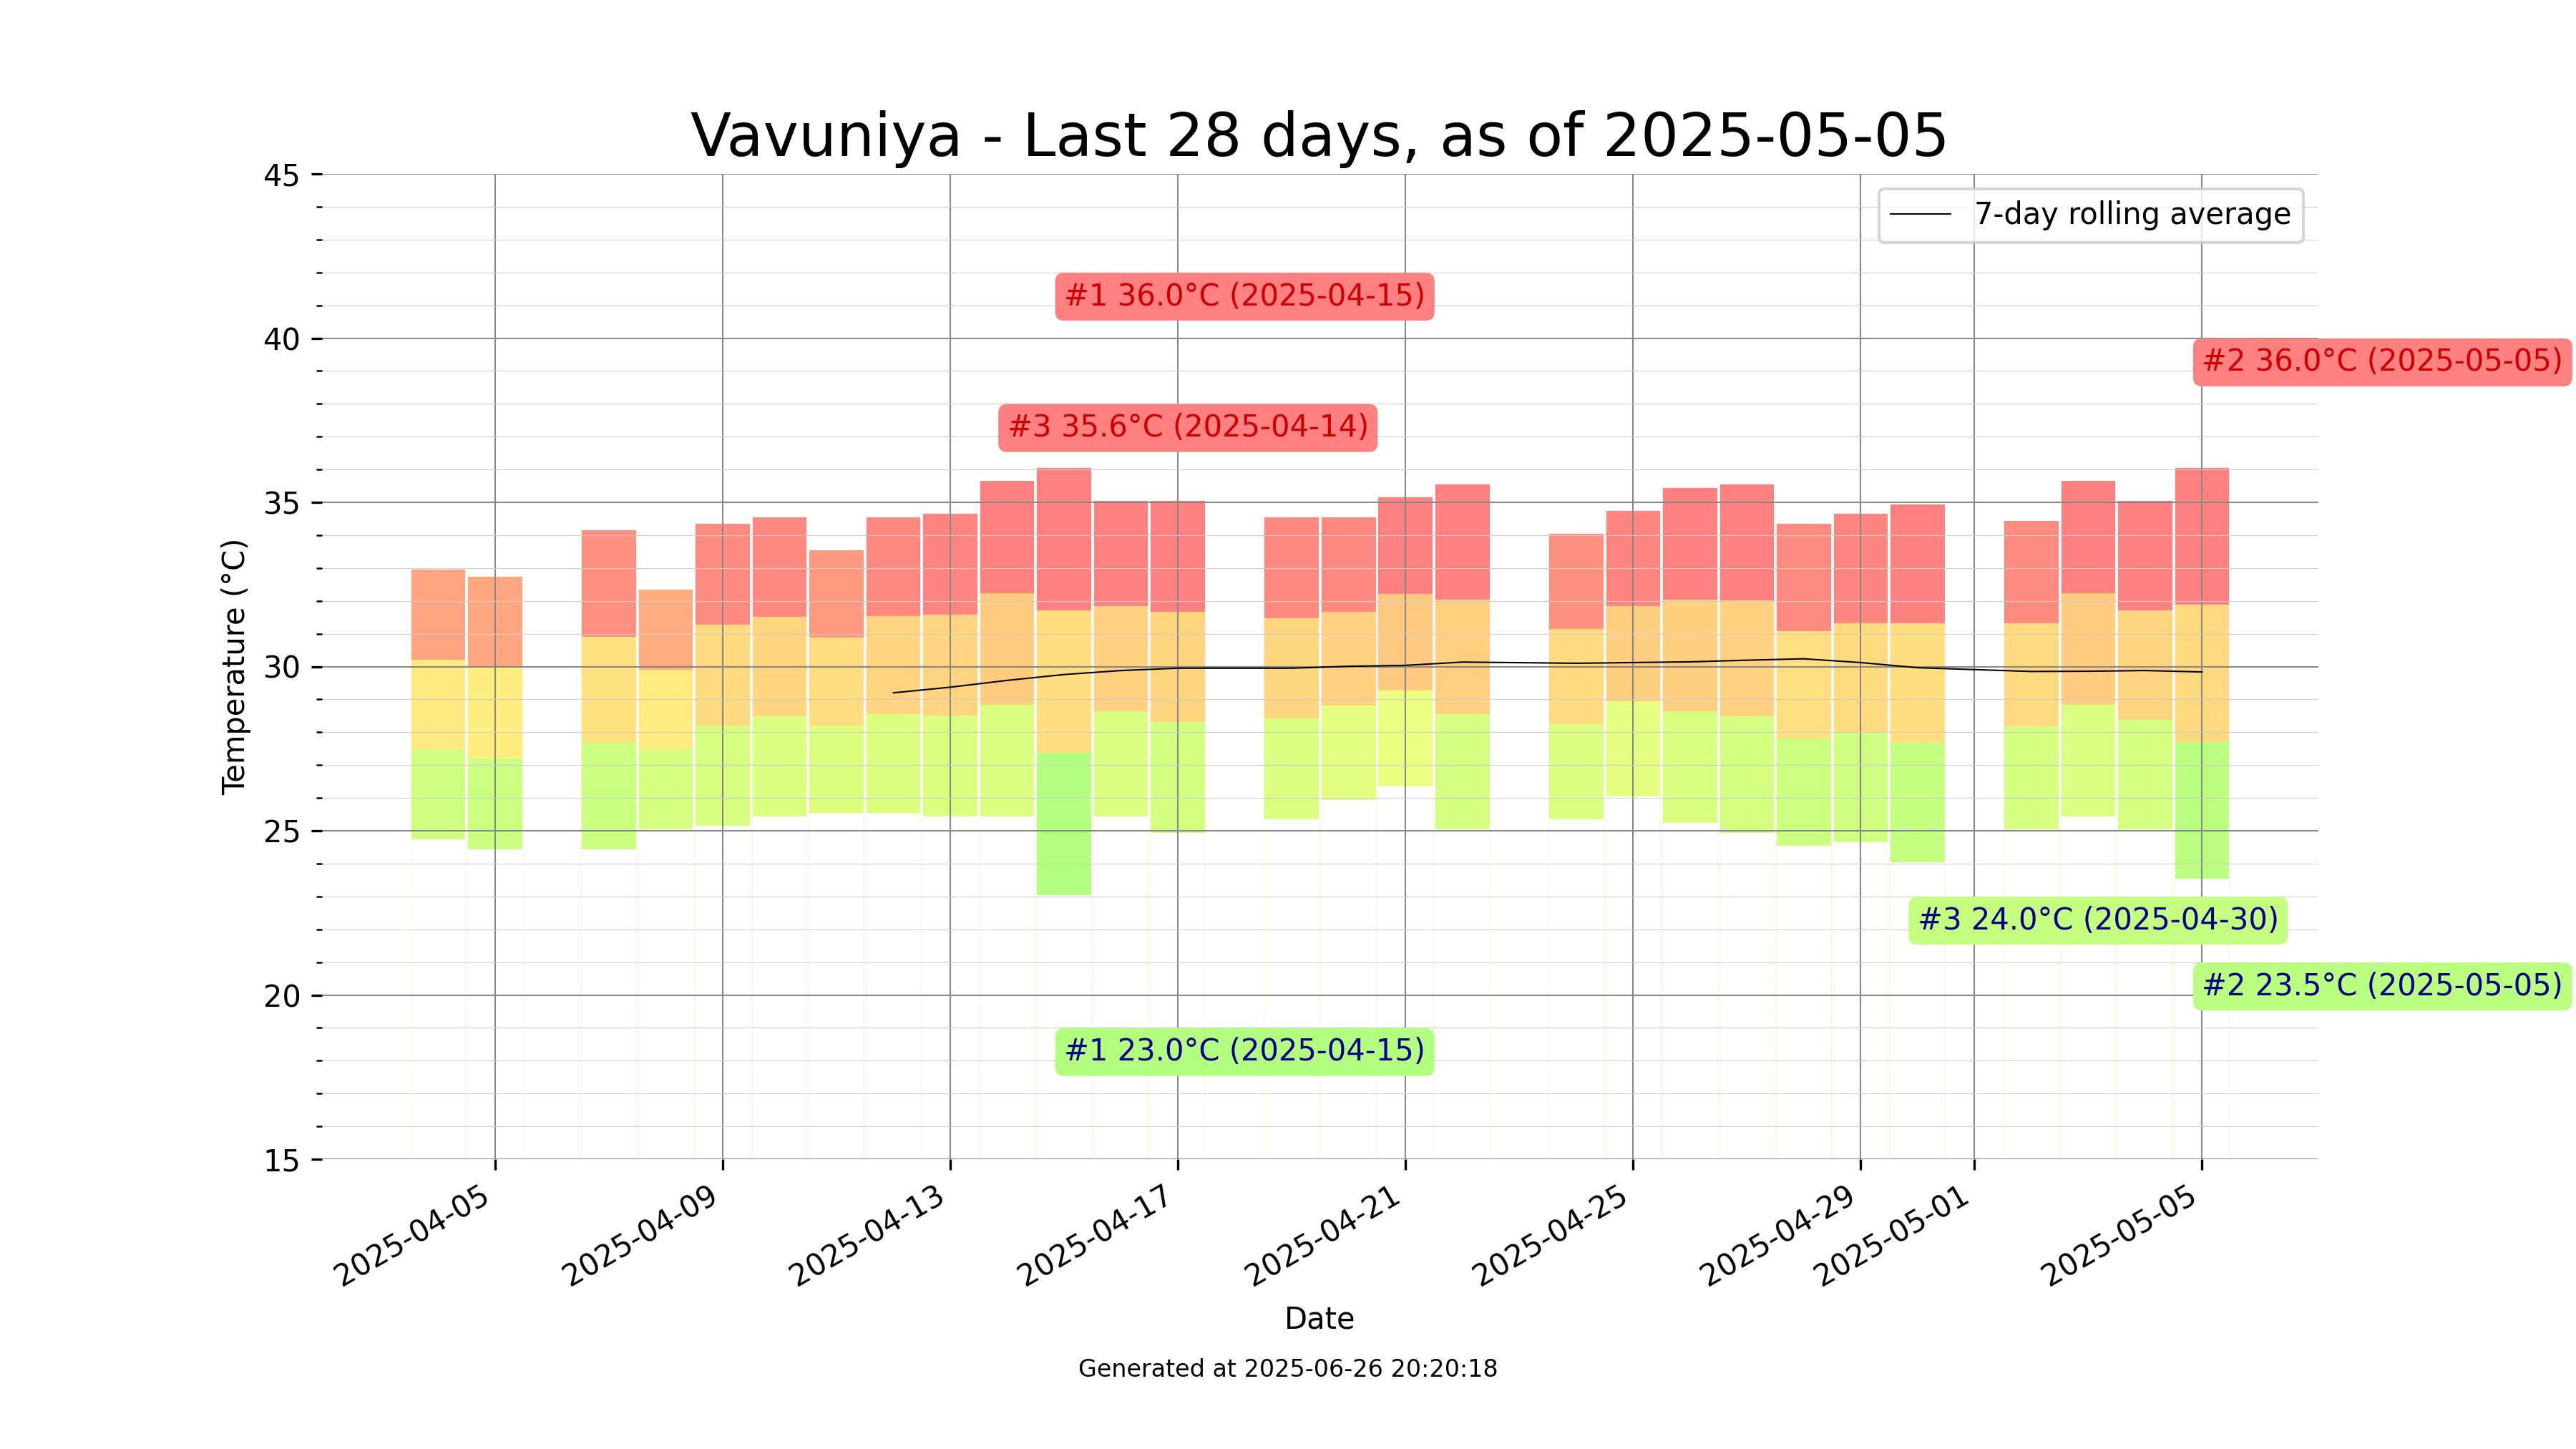 Vavuniya - Last 28 days, as of 2025-05-05
45
7-day rolling average
#1 36.0°C (2025-04-15)
40
#2 36.0°C (2025-05-05)
#3 35.6°C (2025-04-14)
35
Temperature (°C)
30
25
#3 24.0°C (2025-04-30)
#2 23.5°C (2025-05-05)
20
#1 23.0°C (2025-04-15)
15
2025-04-05
2025-04-09
2025-04-13
2025-04-17
2025-04-21
2025-04-25
2025-04-29
2025-05-01
2025-05-05
Date
Generated at 2025-06-26 20:20:18